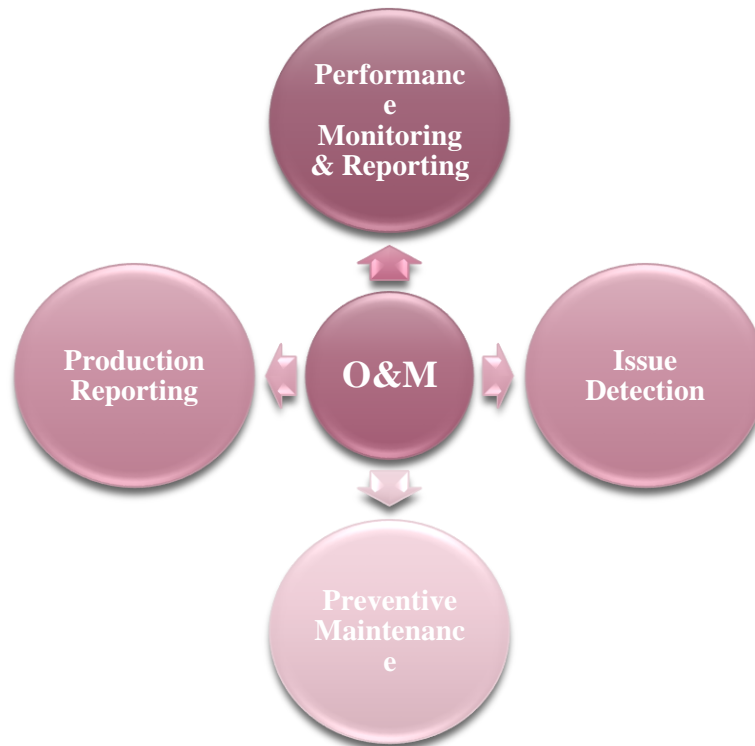 Performanc
e
Monitoring
& Reporting
Production
Reporting
O&M
Issue
Detection
Preventive
Maintenanc
e